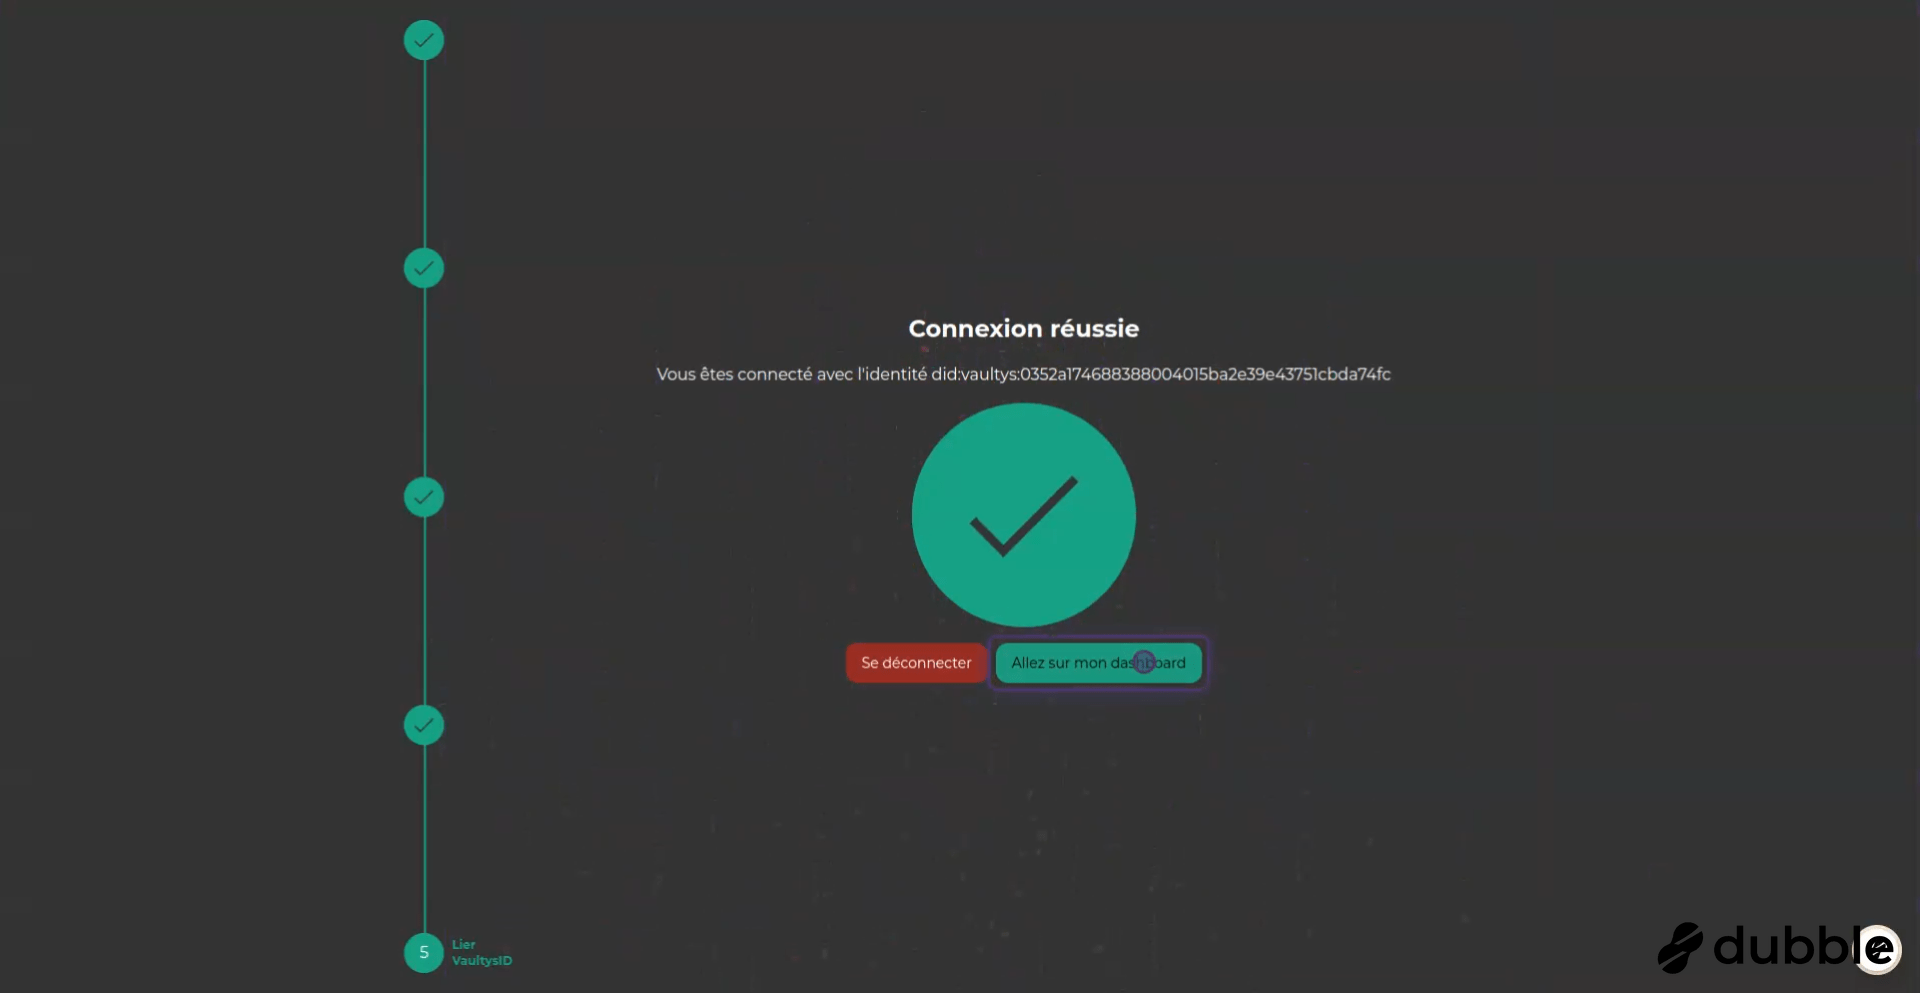 Connexion réussie
Vous êtes connecté avec l'identité did:vaultys:0352a174688388004015ba2e39e43751cbda74fc
Se déconnecter
Allez sur mon dashboard
5
Lier
VaultysID
dubble